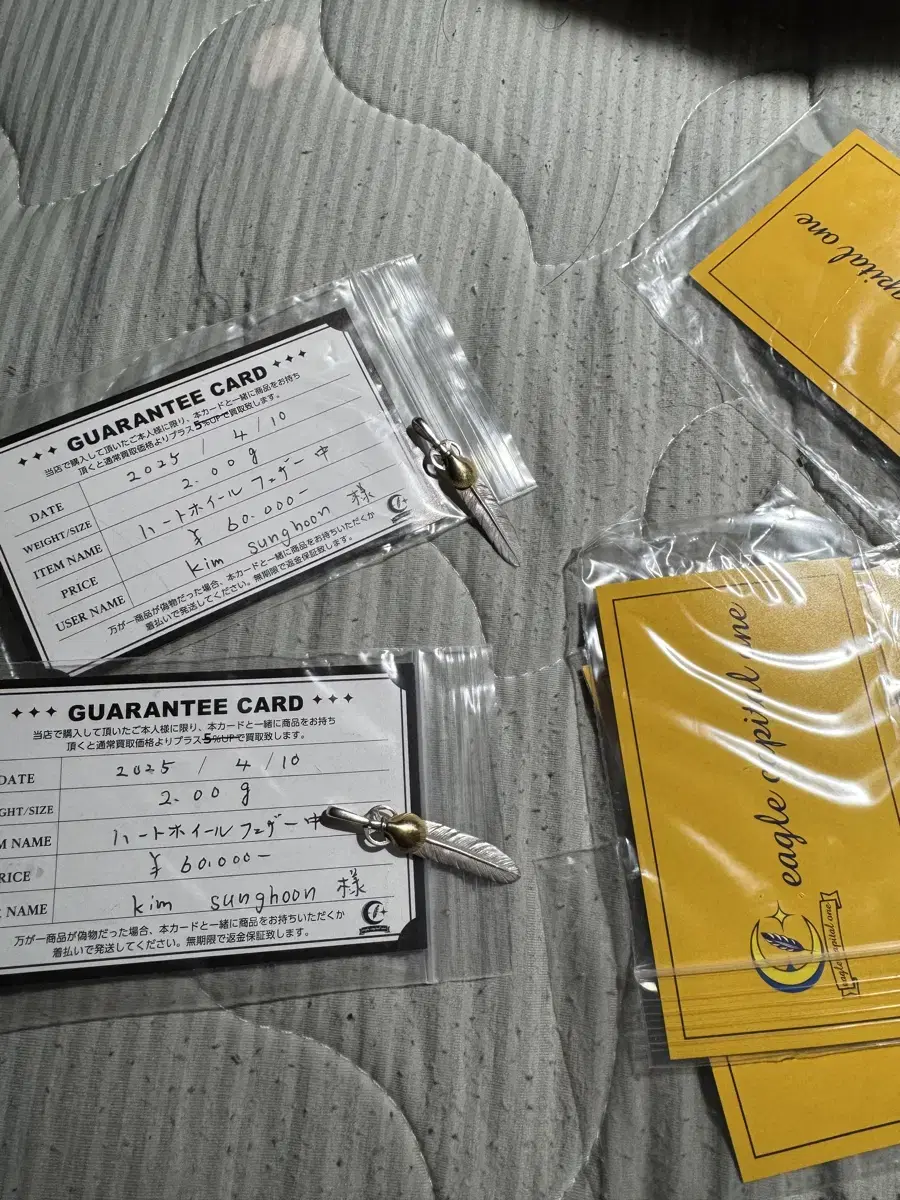 ✦✦✦ GUARANTEE CARD ✦✦✦
当店で購入して頂いたご本人様に限り、本カードと一緒に商品をお持ち
頂くと通常買取価格よりプラス5%UPで買取致します。
DATE 2025 / 4 / 10
WEIGHT/SIZE 2.00g
ITEM NAME ハートホイールフェザー中
PRICE ¥ 60.000-
USER NAME kim sunghoon 様
万が一商品が偽物だった場合、本カードと一緒に商品をお持ちいただくか
着払いで発送してください。無期限で返金保証致します。
✦✦✦ GUARANTEE CARD ✦✦✦
当店で購入して頂いたご本人様に限り、本カードと一緒に商品をお持ち
頂くと通常買取価格よりプラス5%UPで買取致します。
DATE 2025 / 4 / 10
GHT/SIZE 2.00g
M NAME ハートホイールフェザー中
RICE ¥ 60.000-
NAME kim sunghoon 様
万が一商品が偽物だった場合、本カードと一緒に商品をお持ちいただくか
着払いで発送してください。無期限で返金保証致します。
apital one
eagle capital one
eagle capital one